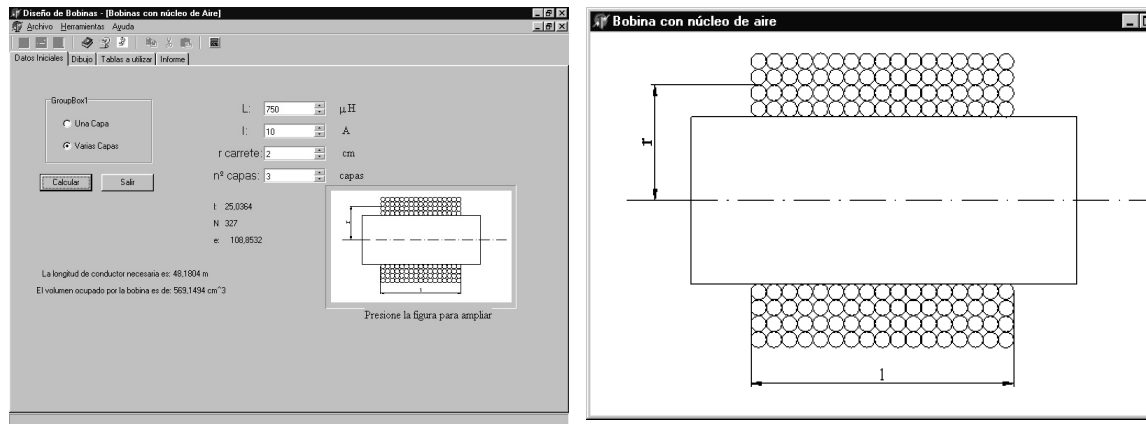 Diseño de Bobinas - [Bobinas con núcleo de Aire]
Archivo Herramientas Ayuda
Datos Iniciales Dibujo Tablas a utilizar Informe
GroupBox1
Una Capa
Varias Capas
Calcular Salir
L: 750 µH
I: 10 A
r carrete: 2 cm
nº capas: 3 capas
l: 25,0364
N 327
e: 108,8532
La longitud de conductor necesaria es: 48,1804 m
El volumen ocupado por la bobina es de: 569,1494 cm^3
r
l
Presione la figura para ampliar
Bobina con núcleo de aire
r
l